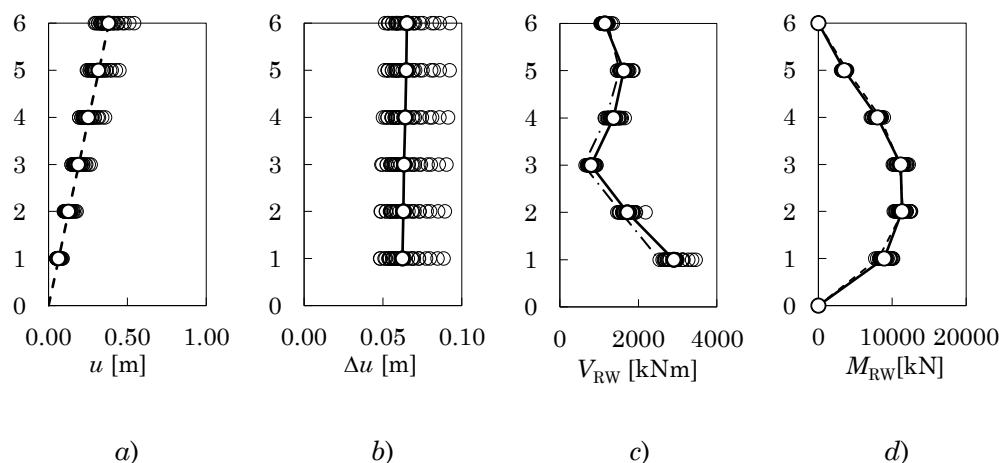 6 6 6 6
5 5 5 5
4 4 4 4
3 3 3 3
2 2 2 2
1 1 1 1
0 0 0 0
0.00 0.50 1.00 0.00 0.05 0.10 0 2000 4000 0 10000 20000
u [m] Δu [m] V_RW [kNm] M_RW[kN]
a) b) c) d)